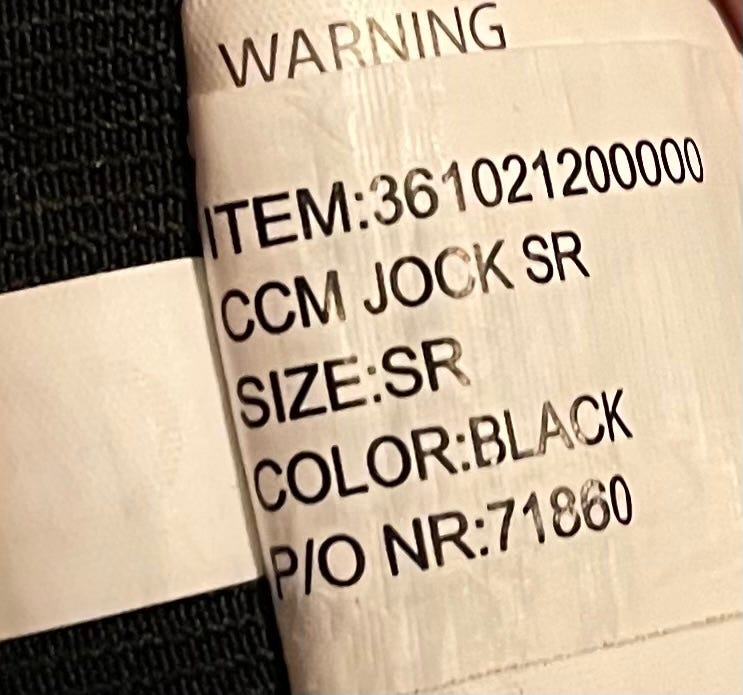 WARNING
ITEM:361021200000
CCM JOCK SR
SIZE:SR
COLOR:BLACK
P/O NR:71860